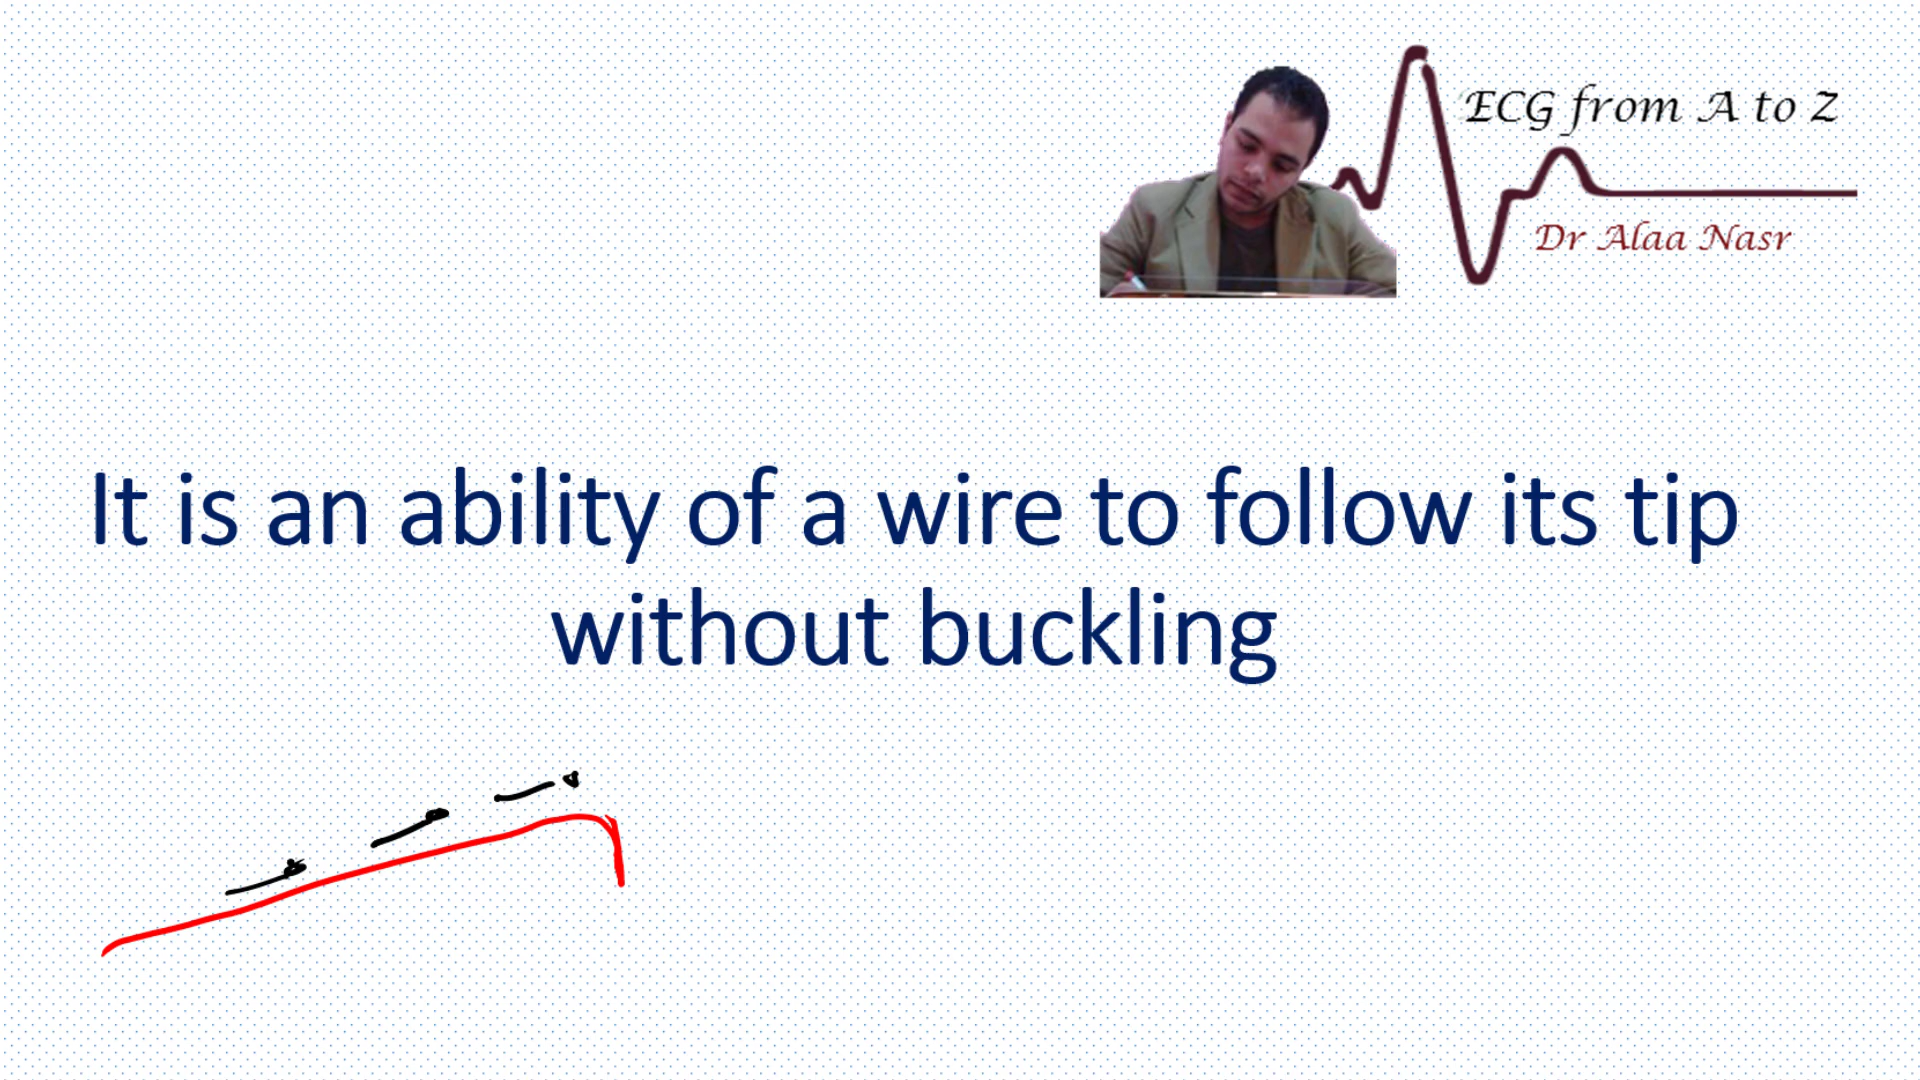 ECG from A to Z
Dr Alaa Nasr
It is an ability of a wire to follow its tip
without buckling